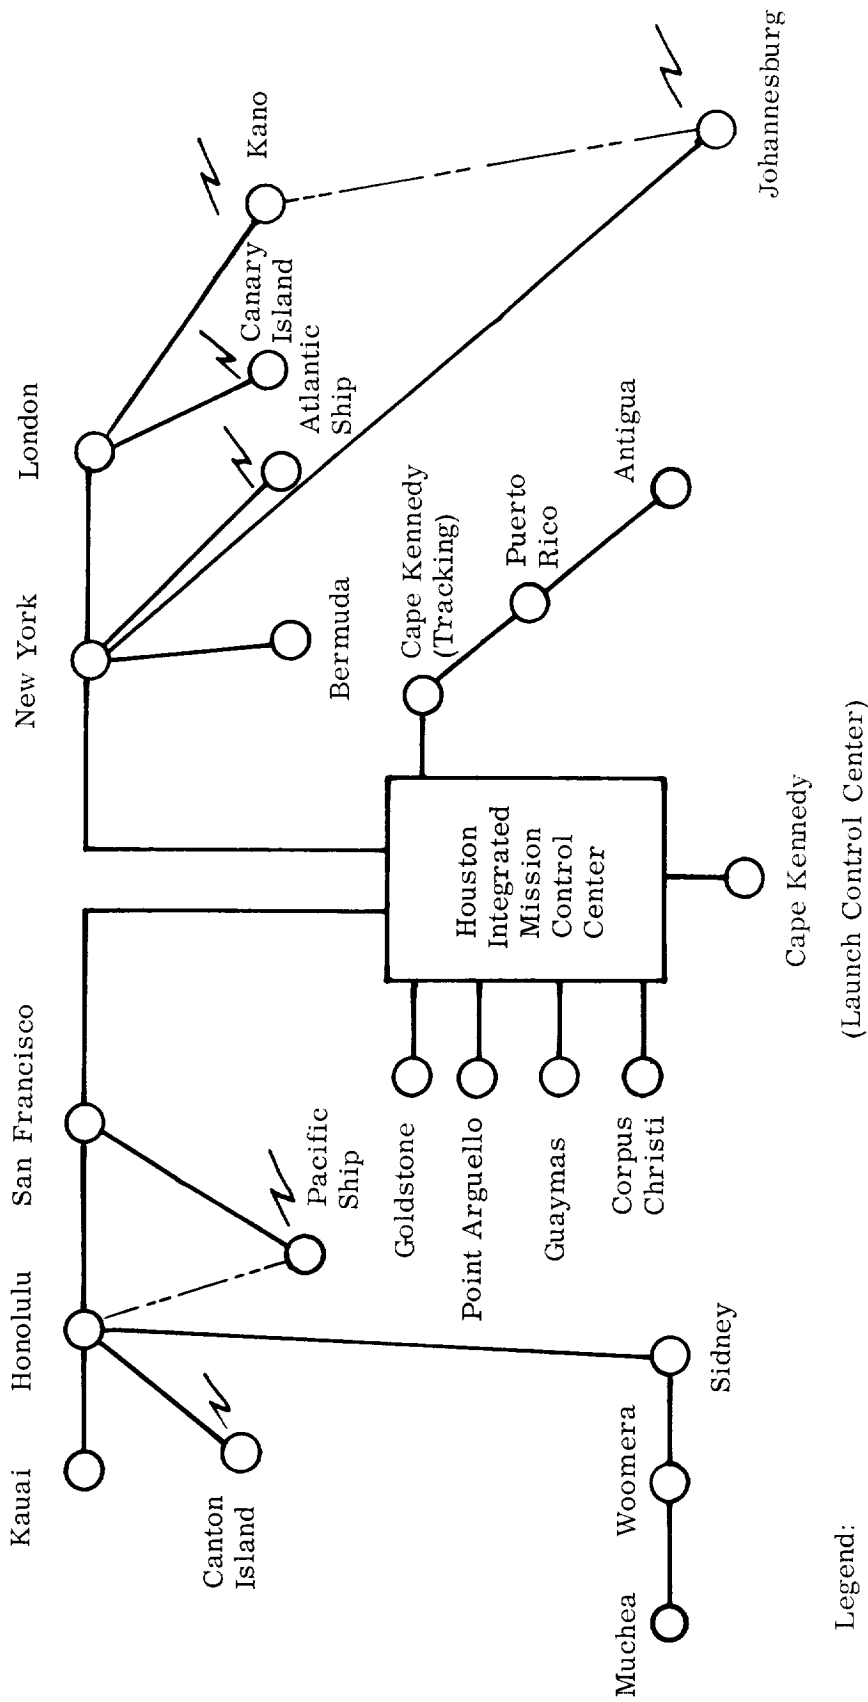 Kauai
Honolulu
San Francisco
New York
London
Canton
Island
Pacific
Ship
Bermuda
Atlantic
Ship
Canary
Island
Kano
Muchea
Woomera
Sidney
Goldstone
Point Arguello
Guaymas
Corpus
Christi
Houston
Integrated
Mission
Control
Center
Cape Kennedy
(Tracking)
Puerto
Rico
Antigua
Johannesburg
Cape Kennedy
(Launch Control Center)
Legend: